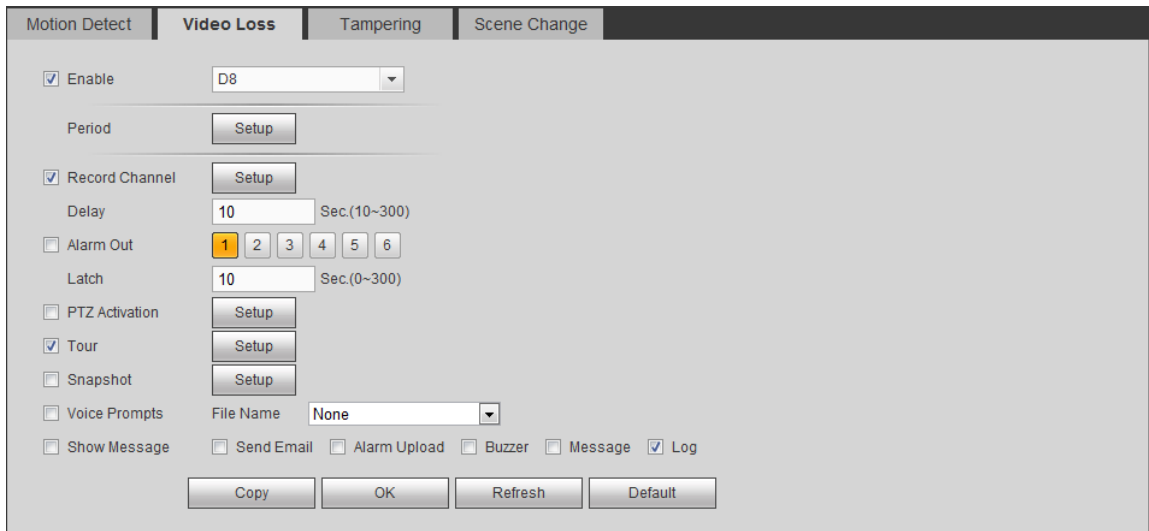 Motion Detect Video Loss Tampering Scene Change
Enable D8
Period Setup
Record Channel Setup
Delay 10 Sec.(10~300)
Alarm Out 1 2 3 4 5 6
Latch 10 Sec.(0~300)
PTZ Activation Setup
Tour Setup
Snapshot Setup
Voice Prompts File Name None
Show Message Send Email Alarm Upload Buzzer Message Log
Copy OK Refresh Default